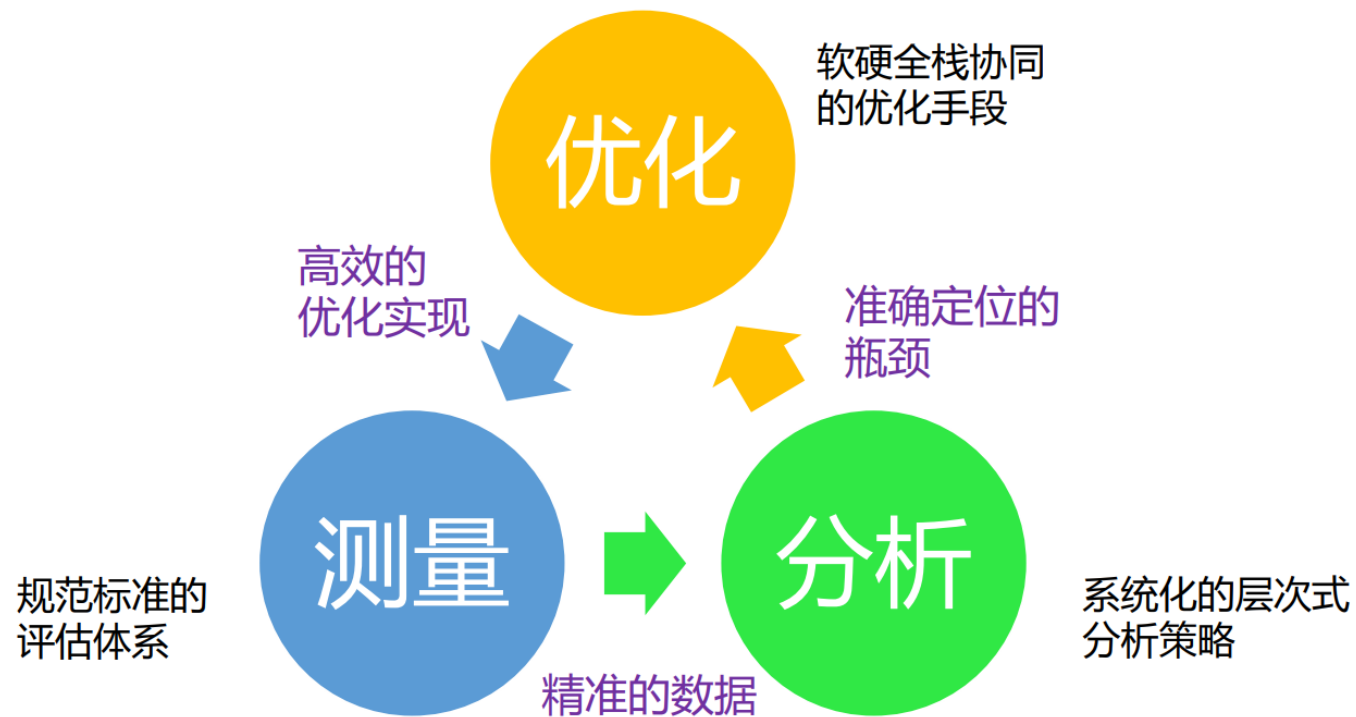 优化
软硬全栈协同
的优化手段
高效的
优化实现
准确定位的
瓶颈
测量
分析
规范标准的
评估体系
系统化的层次式
分析策略
精准的数据